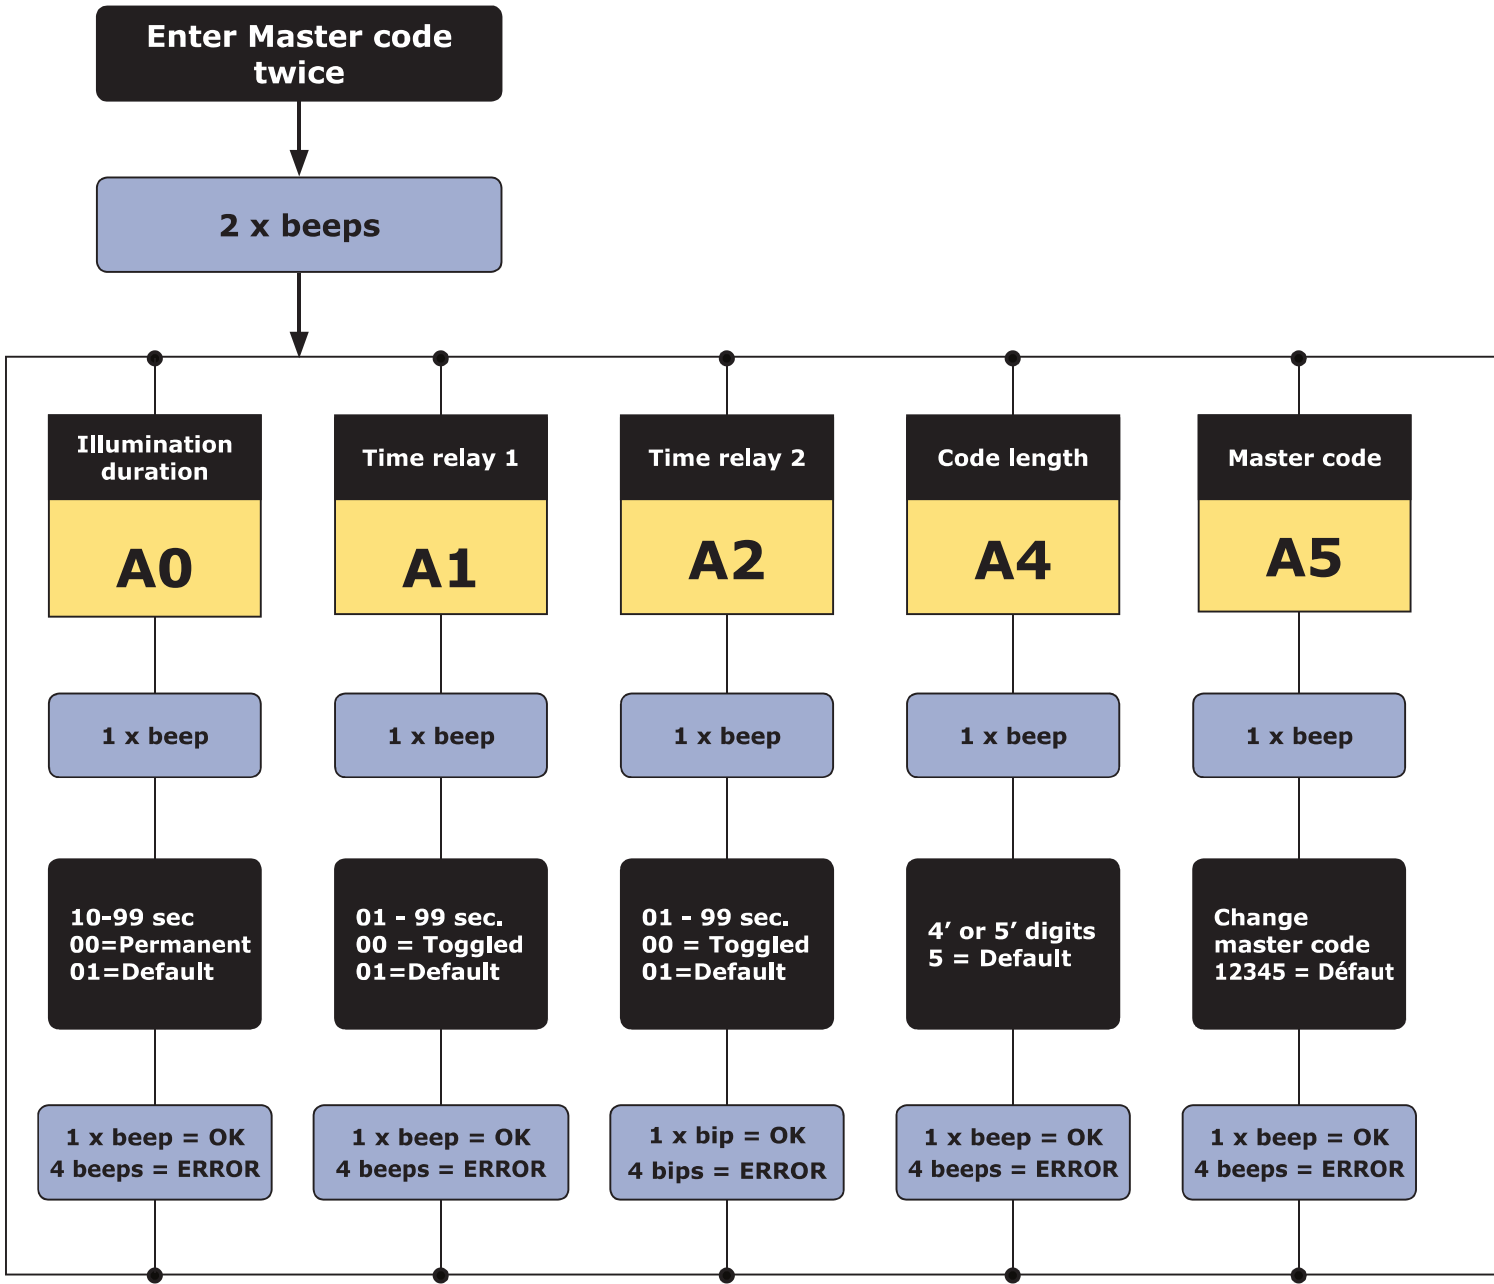 Enter Master code
twice
2 x beeps
Illumination
duration
A0
1 x beep
10-99 sec
00=Permanent
01=Default
1 x beep = OK
4 beeps = ERROR
Time relay 1
A1
1 x beep
01 - 99 sec.
00 = Toggled
01=Default
1 x beep = OK
4 beeps = ERROR
Time relay 2
A2
1 x beep
01 - 99 sec.
00 = Toggled
01=Default
1 x bip = OK
4 bips = ERROR
Code length
A4
1 x beep
4’ or 5’ digits
5 = Default
1 x beep = OK
4 beeps = ERROR
Master code
A5
1 x beep
Change
master code
12345 = Défaut
1 x beep = OK
4 beeps = ERROR